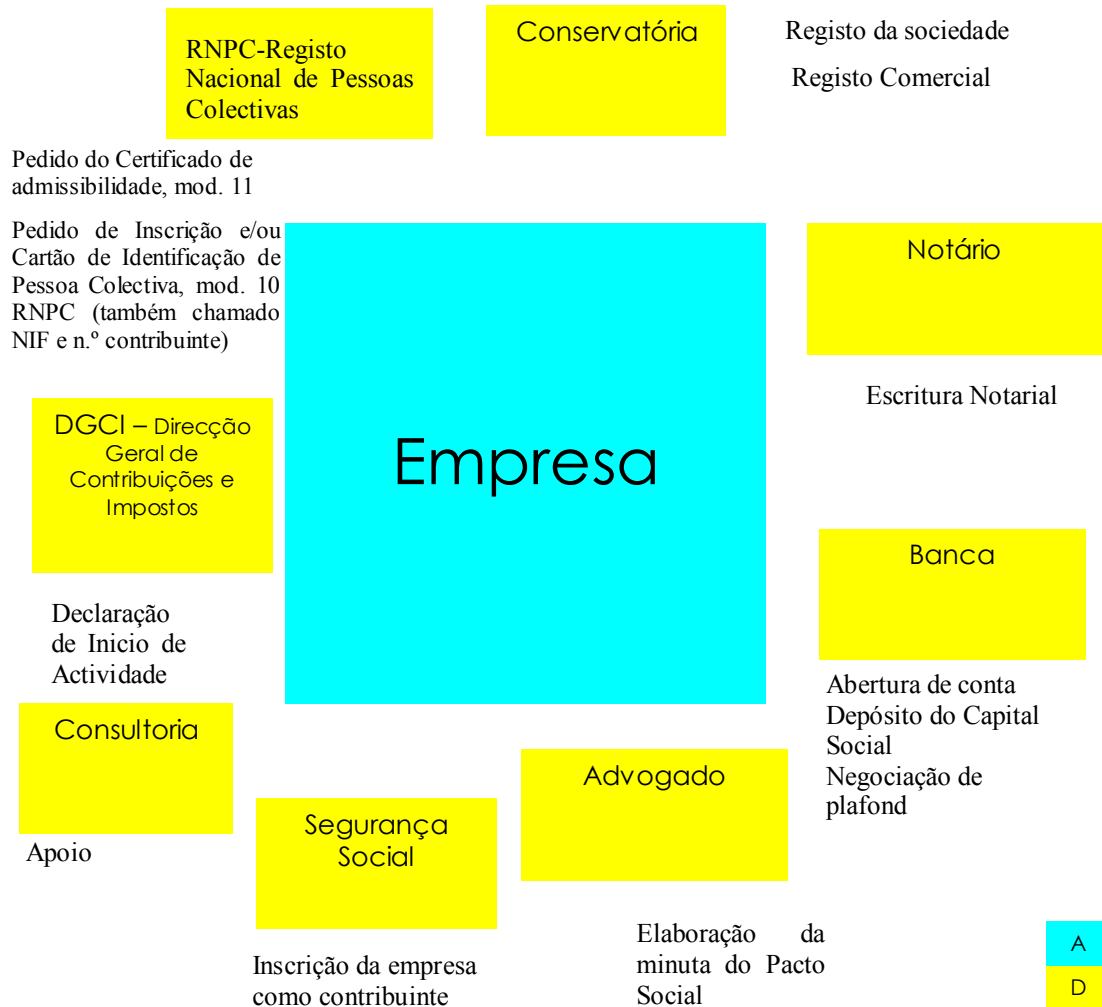 RNPC-Registo
Nacional de Pessoas
Colectivas
Conservatória
Registo da sociedade
Registo Comercial
Pedido do Certificado de
admissibilidade, mod. 11
Pedido de Inscrição e/ou
Cartão de Identificação de
Pessoa Colectiva, mod. 10
RNPC (também chamado
NIF e n.º contribuinte)
Empresa
Notário
Escritura Notarial
DGCI – Direcção
Geral de
Contribuições e
Impostos
Declaração
de Inicio de
Actividade
Banca
Abertura de conta
Depósito do Capital
Social
Negociação de
plafond
Consultoria
Apoio
Segurança
Social
Inscrição da empresa
como contribuinte
Advogado
Elaboração da
minuta do Pacto
Social
A
D